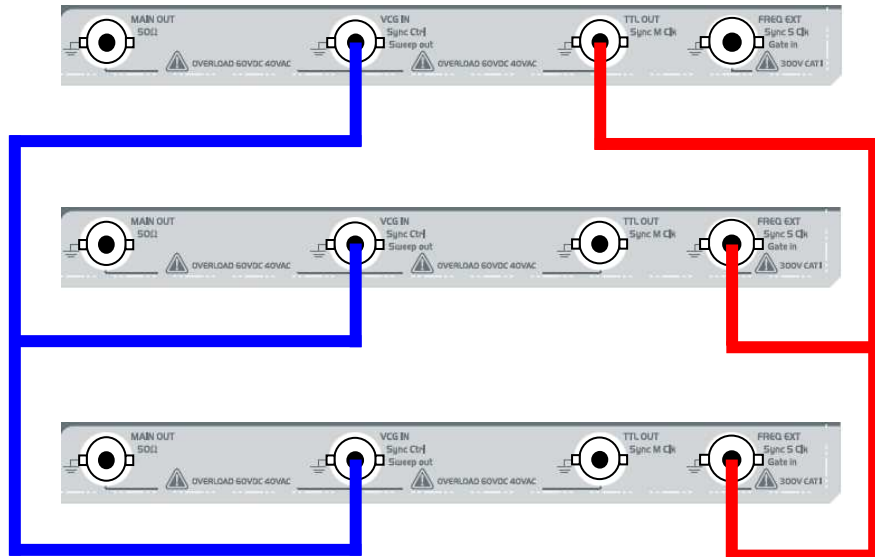 MAIN OUT
50Ω
VCG IN
Sync Ctrl
Sweep out
TTL OUT
Sync M Clk
FREQ EXT
Sync S Clk
Gate in
OVERLOAD 60VDC 40VAC
OVERLOAD 60VDC 40VAC
300V CAT I
MAIN OUT
50Ω
VCG IN
Sync Ctrl
Sweep out
TTL OUT
Sync M Clk
FREQ EXT
Sync S Clk
Gate in
OVERLOAD 60VDC 40VAC
OVERLOAD 60VDC 40VAC
300V CAT I
MAIN OUT
50Ω
VCG IN
Sync Ctrl
Sweep out
TTL OUT
Sync M Clk
FREQ EXT
Sync S Clk
Gate in
OVERLOAD 60VDC 40VAC
OVERLOAD 60VDC 40VAC
300V CAT I